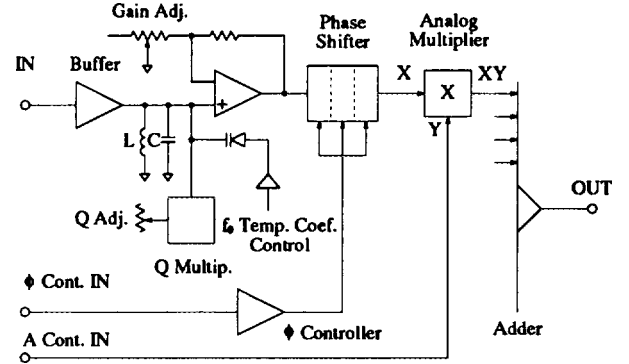 Gain Adj.
Phase
Shifter
Analog
Multiplier
IN
Buffer
X
X
XY
Y
+
L
C
OUT
Q Adj.
f₀ Temp. Coef.
Control
Q Multip.
ϕ Cont. IN
ϕ Controller
Adder
A Cont. IN